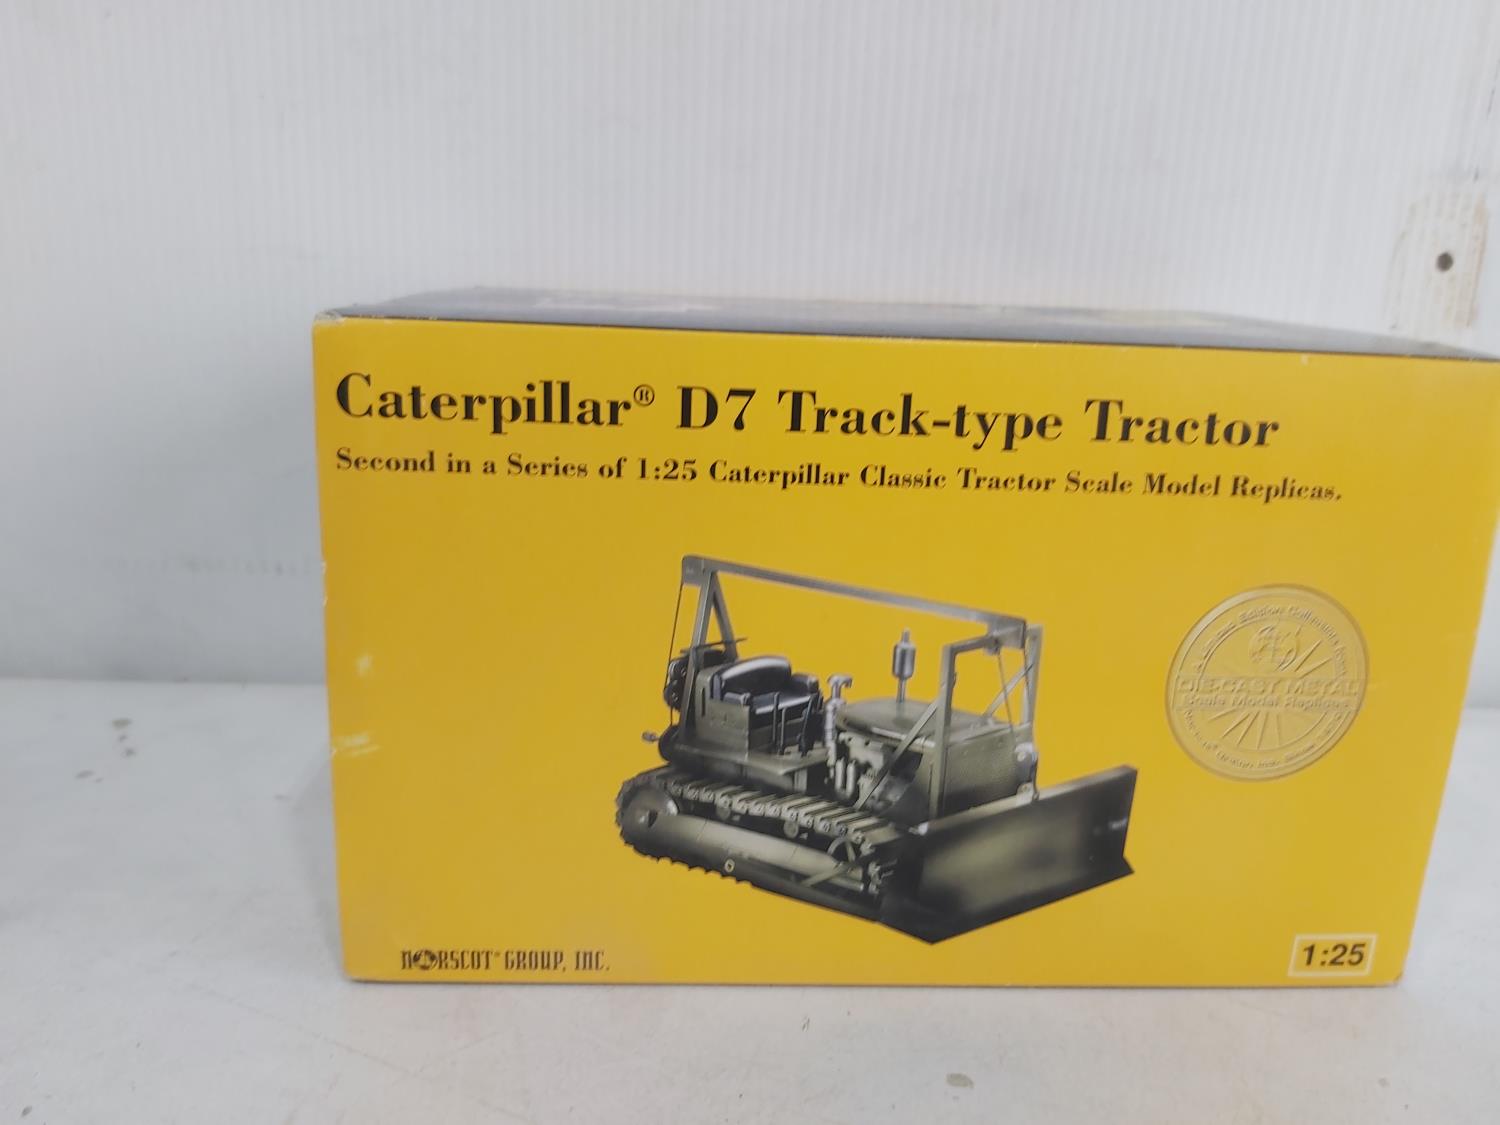 Caterpillar® D7 Track-type Tractor
Second in a Series of 1:25 Caterpillar Classic Tractor Scale Model Replicas.
DIE-CAST METAL
Scale Model Replicas
NORSCOT GROUP, INC.
1:25